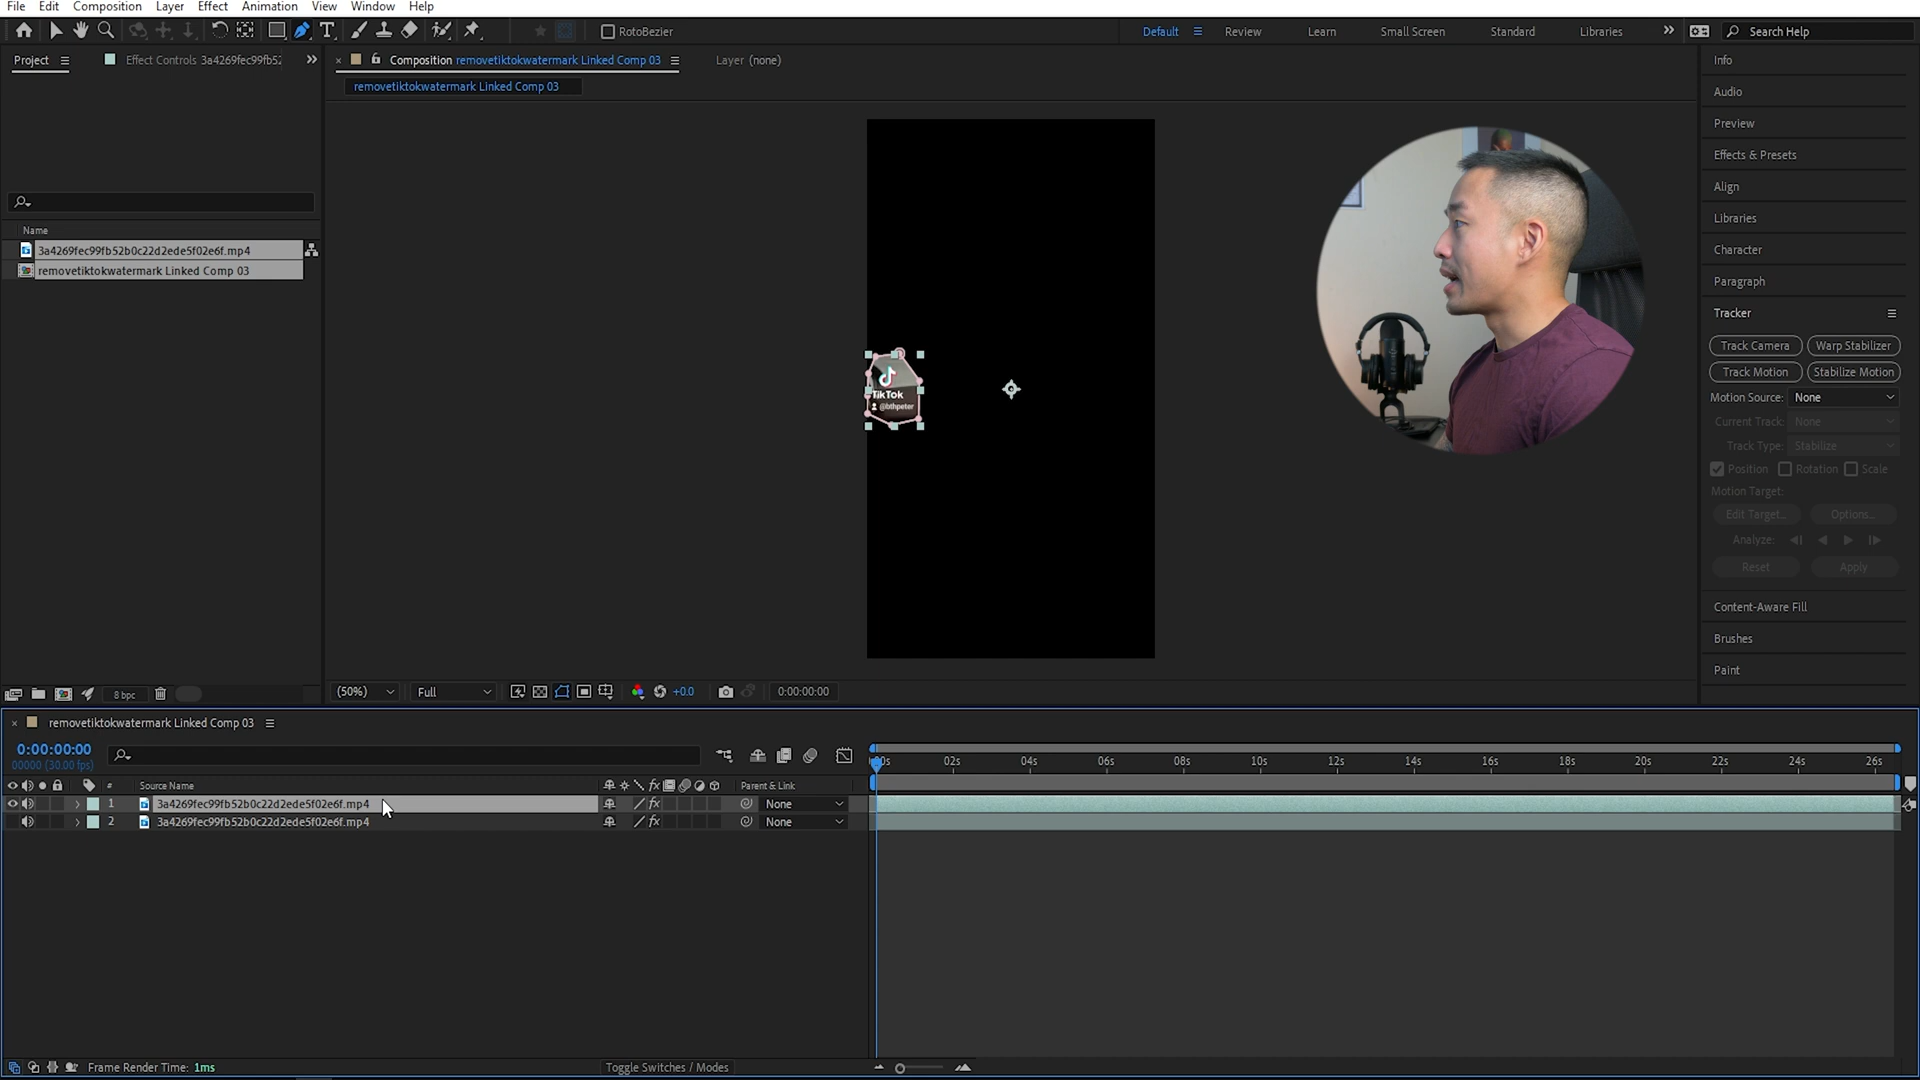 File Edit Composition Layer Effect Animation View Window Help
RotoBezier
Default Review Learn Small Screen Standard Libraries Search Help
Project Effect Controls 3a4269fec99fb52
Composition removetiktokwatermark Linked Comp 03 Layer (none)
removetiktokwatermark Linked Comp 03
Name
3a4269fec99fb52b0c22d2ede5f02e6f.mp4
removetiktokwatermark Linked Comp 03
8 bpc
TikTok
@bthpeter
(50%) Full +0.0 0:00:00:00
Info
Audio
Preview
Effects & Presets
Align
Libraries
Character
Paragraph
Tracker
Track Camera Warp Stabilizer
Track Motion Stabilize Motion
Motion Source: None
Current Track: None
Track Type: Stabilize
Position Rotation Scale
Motion Target:
Edit Target... Options...
Analyze:
Reset Apply
Content-Aware Fill
Brushes
Paint
removetiktokwatermark Linked Comp 03
0:00:00:00
00000 (30.00 fps)
02s 04s 06s 08s 10s 12s 14s 16s 18s 20s 22s 24s 26s
# Source Name fx Parent & Link
1 3a4269fec99fb52b0c22d2ede5f02e6f.mp4 fx None
2 3a4269fec99fb52b0c22d2ede5f02e6f.mp4 fx None
Frame Render Time: 1ms Toggle Switches / Modes